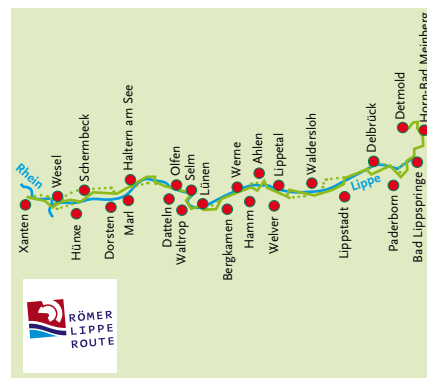 Rhein
Xanten
Wesel
Hünxe
Schermbeck
Dorsten
Marl
Haltern am See
Datteln
Olfen
Waltrop
Selm
Lünen
Bergkamen
Werne
Hamm
Ahlen
Welver
Lippetal
Waldersloh
Lippstadt
Lippe
Delbrück
Paderborn
Detmold
Bad Lippspringe
Horn-Bad Meinberg
RÖMER
LIPPE
ROUTE